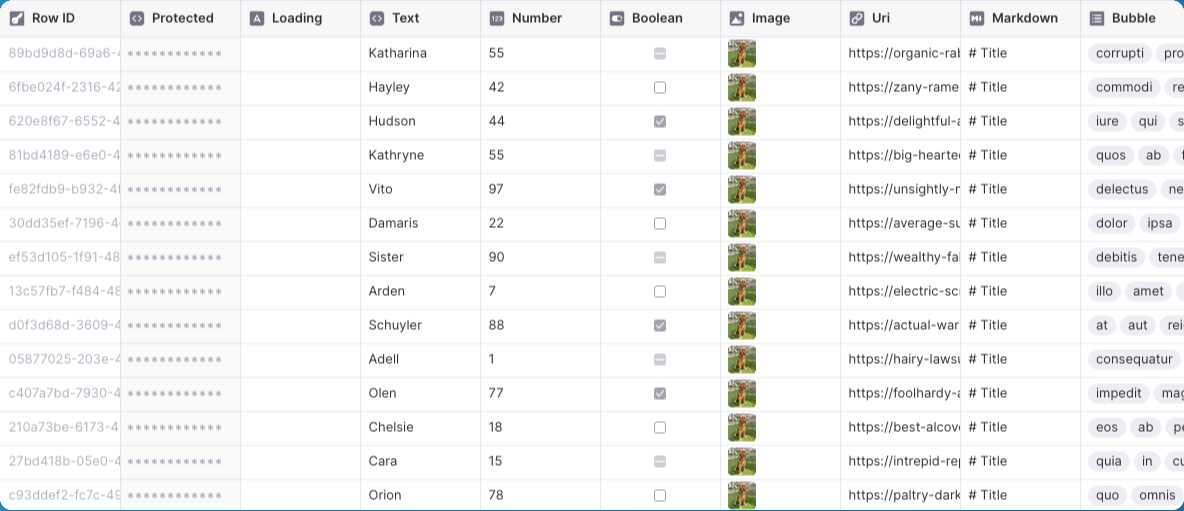 Row ID Protected Loading Text Number Boolean Image Uri Markdown Bubble
89bd9d8d-69a6- ************ Katharina 55 https://organic-ra # Title corrupti pro
6fbe024f-2316-42 ************ Hayley 42 https://zany-rame # Title commodi re
620e8f67-6552-4 ************ Hudson 44 https://delightful- # Title iure qui s
81bd4189-e6e0-4 ************ Kathryne 55 https://big-hearte # Title quos ab f
fe82fdb9-b932-4 ************ Vito 97 https://unsightly- # Title delectus ne
30dd35ef-7196-4 ************ Damaris 22 https://average-su # Title dolor ipsa
ef53d105-1f91-48 ************ Sister 90 https://wealthy-fa # Title debitis tene
13c57fb7-f484-48 ************ Arden 7 https://electric-sc # Title illo amet
d0f3d68d-3609-4 ************ Schuyler 88 https://actual-war # Title at aut rei
05877025-203e-4 ************ Adell 1 https://hairy-laws # Title consequatur
c407a7bd-7930-4 ************ Olen 77 https://foolhardy- # Title impedit mag
210a73be-6173-4 ************ Chelsie 18 https://best-alcov # Title eos ab pe
27bd418b-05e0-4 ************ Cara 15 https://intrepid-re # Title quia in cu
c93ddef2-fc7c-49 ************ Orion 78 https://paltry-dark # Title quo omnis